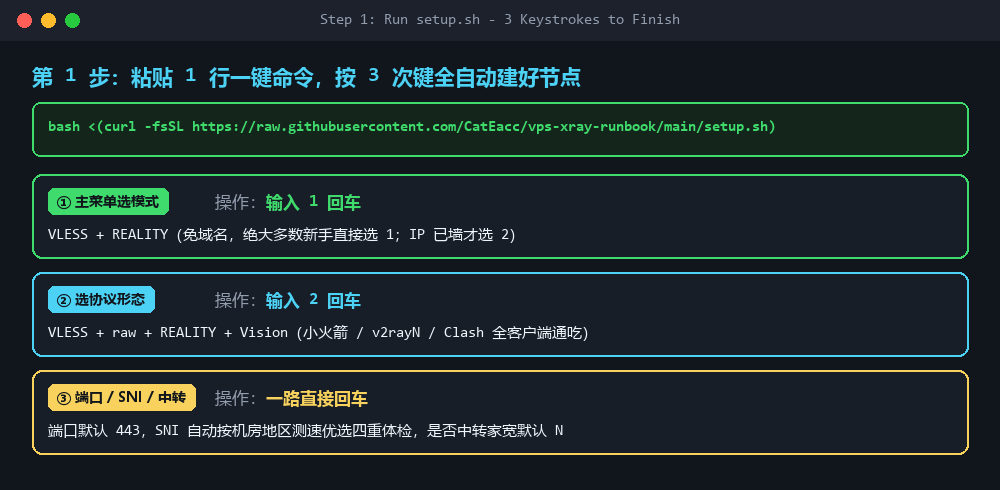 Step 1: Run setup.sh - 3 Keystrokes to Finish
第 1 步：粘贴 1 行一键命令，按 3 次键全自动建好节点
bash <(curl -fsSL https://raw.githubusercontent.com/CatEacc/vps-xray-runbook/main/setup.sh)
① 主菜单选模式 操作：输入 1 回车
VLESS + REALITY (免域名，绝大多数新手直接选 1；IP 已墙才选 2)
② 选协议形态 操作：输入 2 回车
VLESS + raw + REALITY + Vision (小火箭 / v2rayN / Clash 全客户端通吃)
③ 端口 / SNI / 中转 操作：一路直接回车
端口默认 443，SNI 自动按机房地区测速优选四重体检，是否中转家宽默认 N